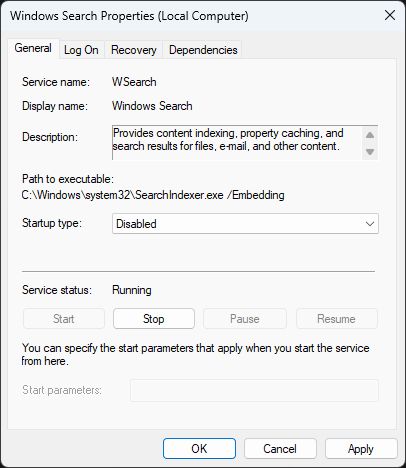 Windows Search Properties (Local Computer)
General Log On Recovery Dependencies
Service name: WSearch
Display name: Windows Search
Description: Provides content indexing, property caching, and
search results for files, e-mail, and other content.
Path to executable:
C:\Windows\system32\SearchIndexer.exe /Embedding
Startup type: Disabled
Service status: Running
Start Stop Pause Resume
You can specify the start parameters that apply when you start the service
from here.
Start parameters:
OK Cancel Apply